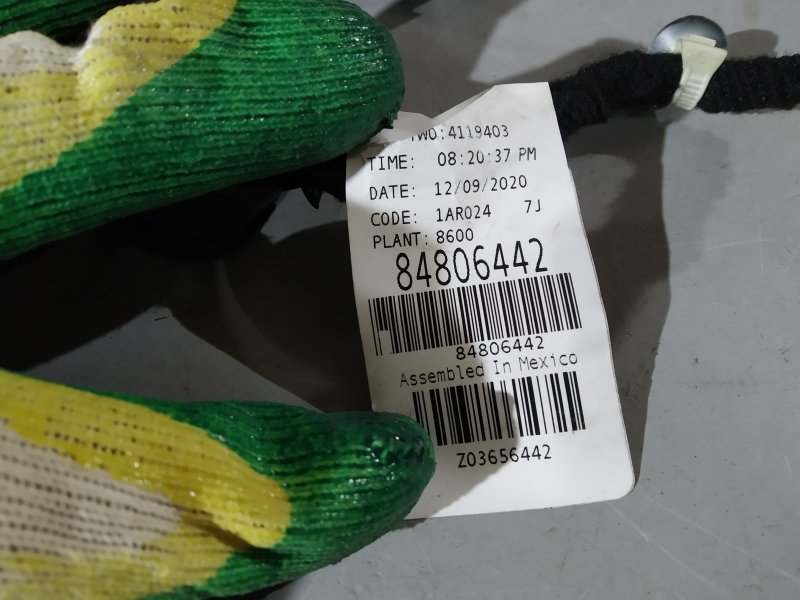 WO:4119403
TIME: 08:20:37 PM
DATE: 12/09/2020
CODE: 1AR024 7J
PLANT: 8600
84806442
84806442
Assembled In Mexico
Z03656442